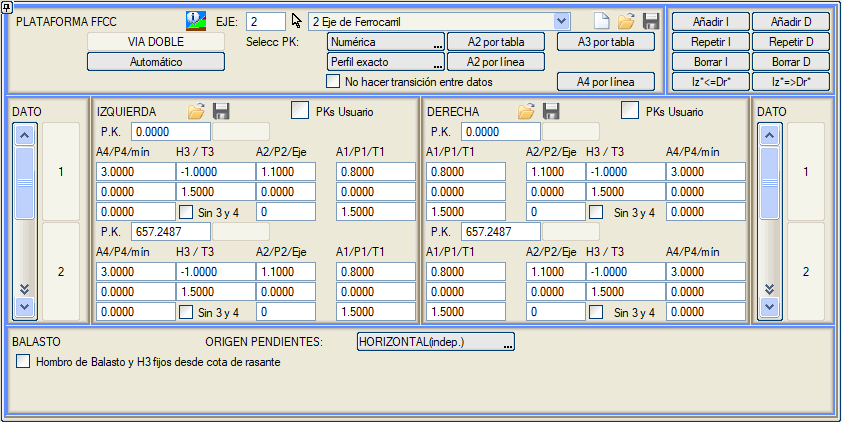 PLATAFORMA FFCC EJE: 2 2 Eje de Ferrocarril Añadir I Añadir D
VIA DOBLE Selecc PK: Numérica ... A2 por tabla A3 por tabla Repetir I Repetir D
Automático Perfil exacto ... A2 por línea Borrar I Borrar D
No hacer transición entre datos A4 por línea Iz*<=Dr* Iz*=>Dr*
DATO IZQUIERDA PKs Usuario DERECHA PKs Usuario DATO
P.K. 0.0000 P.K. 0.0000
A4/P4/mín H3 / T3 A2/P2/Eje A1/P1/T1 A1/P1/T1 A2/P2/Eje H3 / T3 A4/P4/mín
1 3.0000 -1.0000 1.1000 0.8000 0.8000 1.1000 -1.0000 3.0000 1
0.0000 1.5000 0.0000 0.0000 0.0000 0.0000 1.5000 0.0000
0.0000 Sin 3 y 4 0 1.5000 1.5000 0 Sin 3 y 4 0.0000
P.K. 657.2487 P.K. 657.2487
A4/P4/mín H3 / T3 A2/P2/Eje A1/P1/T1 A1/P1/T1 A2/P2/Eje H3 / T3 A4/P4/mín
2 3.0000 -1.0000 1.1000 0.8000 0.8000 1.1000 -1.0000 3.0000 2
0.0000 1.5000 0.0000 0.0000 0.0000 0.0000 1.5000 0.0000
0.0000 Sin 3 y 4 0 1.5000 1.5000 0 Sin 3 y 4 0.0000
BALASTO ORIGEN PENDIENTES: HORIZONTAL(indep.) ...
Hombro de Balasto y H3 fijos desde cota de rasante